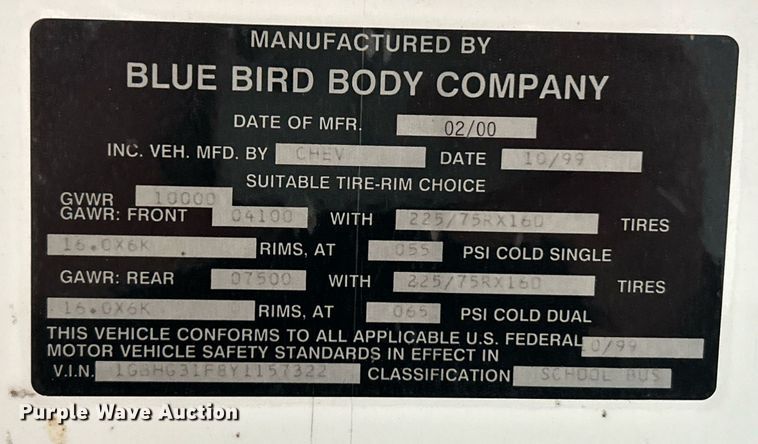 MANUFACTURED BY
BLUE BIRD BODY COMPANY
DATE OF MFR. 02/00
INC. VEH. MFD. BY CHEV DATE 10/99
SUITABLE TIRE-RIM CHOICE
GVWR 10000
GAWR: FRONT 04100 WITH 225/75RX16D TIRES
16.0X6K RIMS, AT 055 PSI COLD SINGLE
GAWR: REAR 07500 WITH 225/75RX16D TIRES
16.0X6K RIMS, AT 065 PSI COLD DUAL
THIS VEHICLE CONFORMS TO ALL APPLICABLE U.S. FEDERAL
MOTOR VEHICLE SAFETY STANDARDS IN EFFECT IN 10/99
V.I.N. 1GBHG31F8Y1157322 CLASSIFICATION SCHOOL BUS
Purple Wave Auction